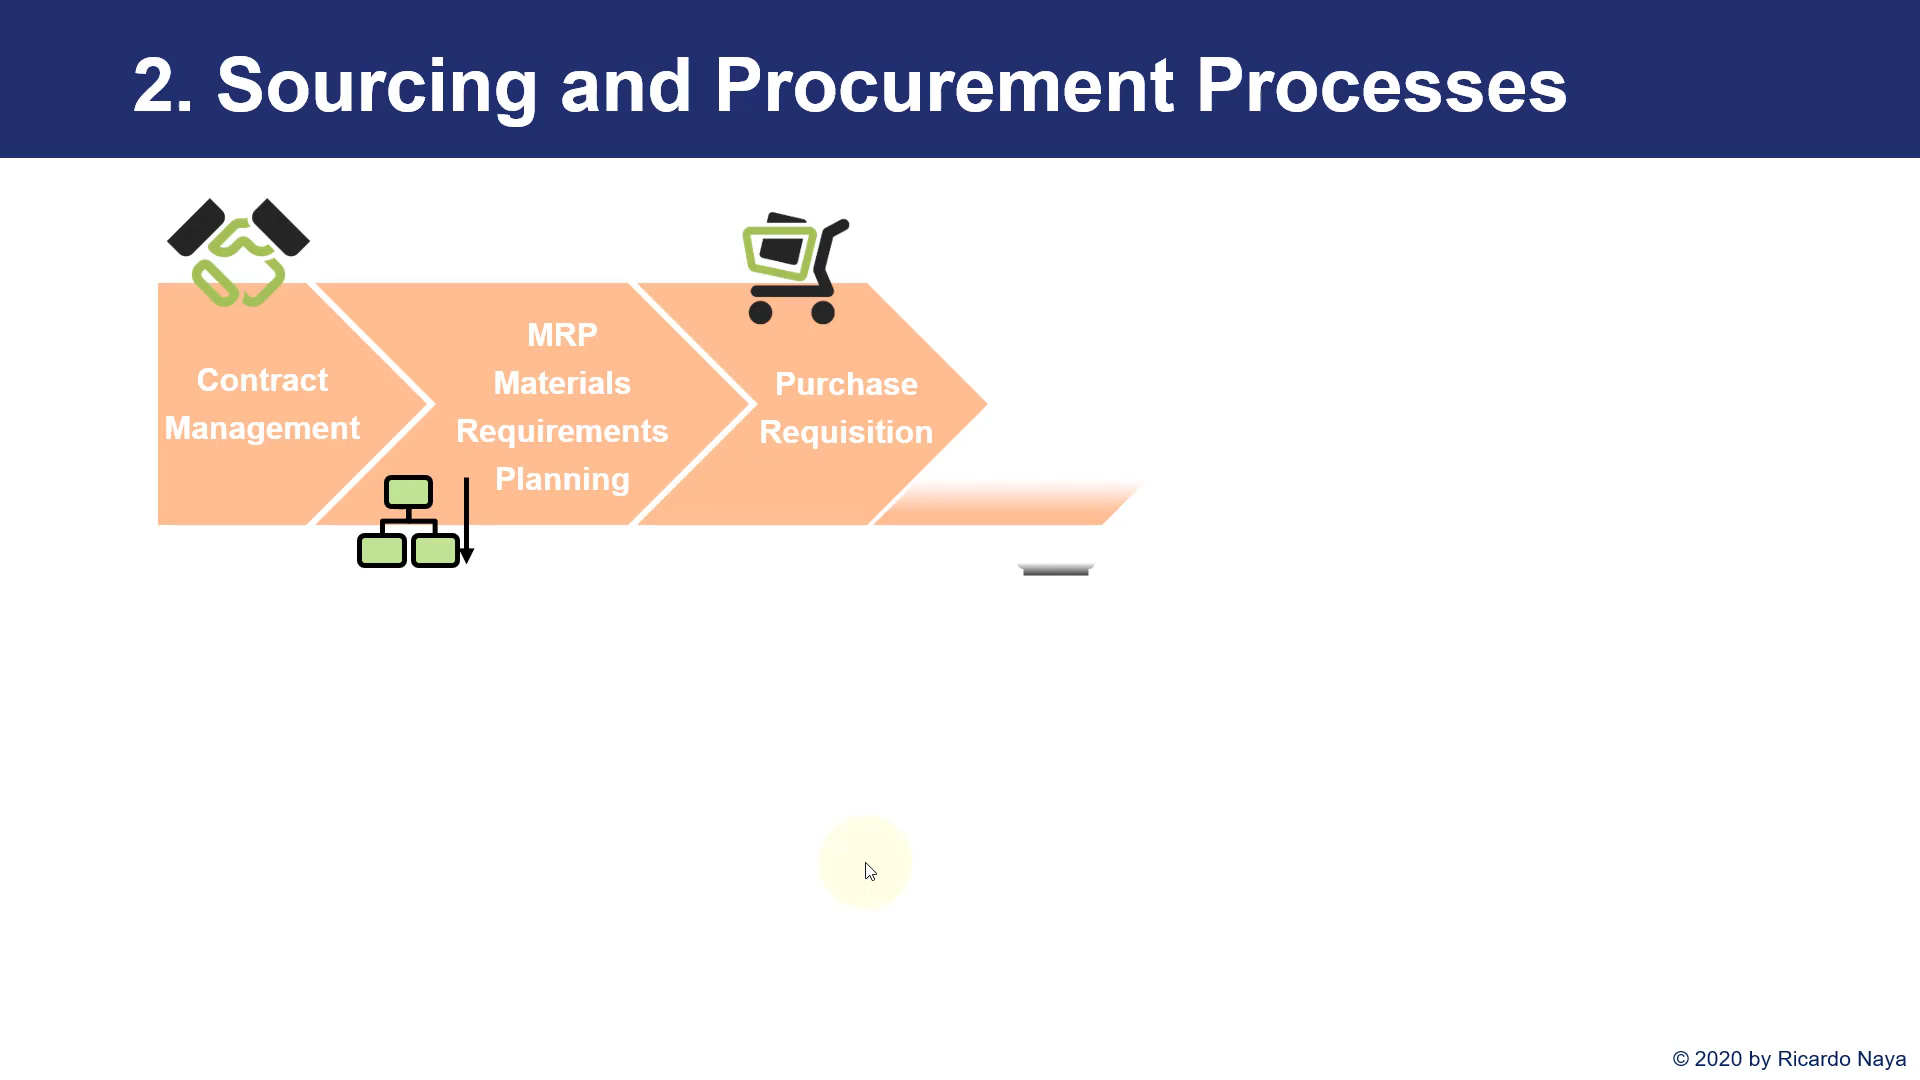 2. Sourcing and Procurement Processes
Contract
Management
MRP
Materials
Requirements
Planning
Purchase
Requisition
© 2020 by Ricardo Naya